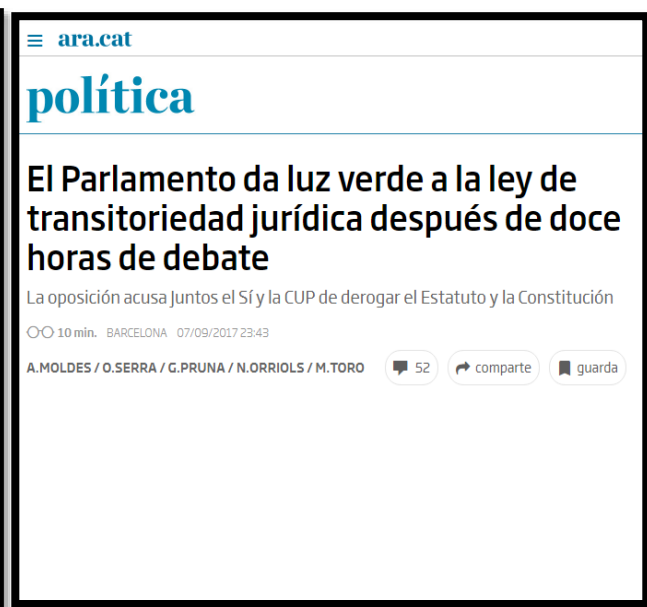 ara.cat
política
El Parlamento da luz verde a la ley de
transitoriedad jurídica después de doce
horas de debate
La oposición acusa Juntos el Sí y la CUP de derogar el Estatuto y la Constitución
10 min. BARCELONA 07/09/2017 23:43
A.MOLDES / O.SERRA / G.PRUNA / N.ORRIOLS / M.TORO 52 comparte guarda